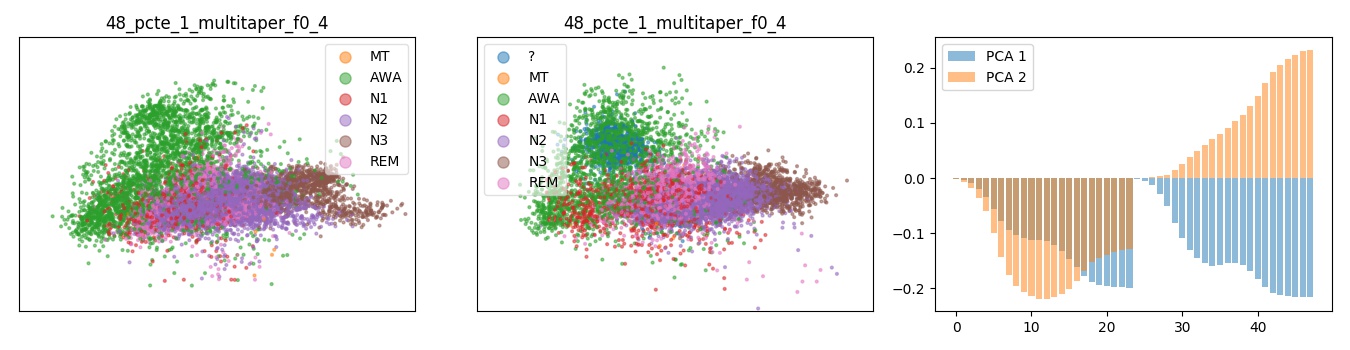 48_pcte_1_multitaper_f0_4
MT
AWA
N1
N2
N3
REM
48_pcte_1_multitaper_f0_4
?
MT
AWA
N1
N2
N3
REM
PCA 1
PCA 2
0.2
0.1
0.0
−0.1
−0.2
0 10 20 30 40